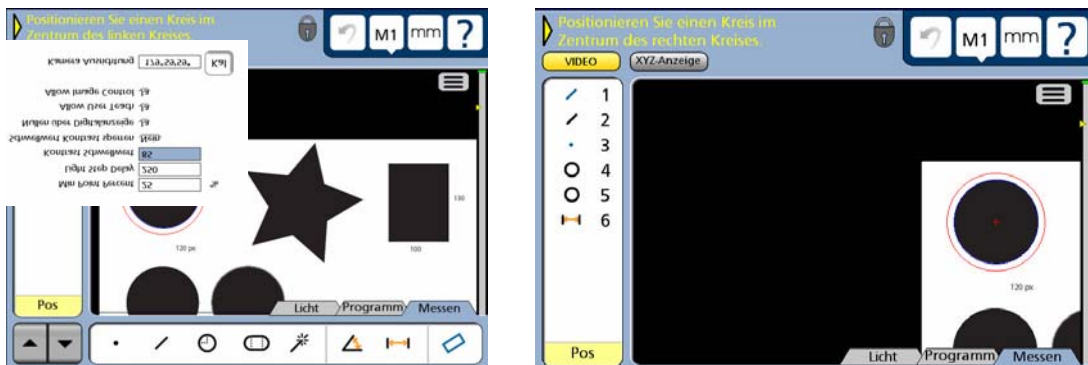 Positionieren Sie einen Kreis im
Zentrum des linken Kreises.
M1 mm ?
Kamera Ausrichtung Kal
Allow Image Control Ja
Allow User Teach Ja
Nullen über Digitalanzeige Ja
Schwellwert Kontrast sperren Nein
Kontrast Schwellwert 85
Light Step Delay 250
Min Point Percent 25 %
130
120 px
100
Pos
Licht Programm Messen
Positionieren Sie einen Kreis im
Zentrum des rechten Kreises.
M1 mm ?
VIDEO XYZ-Anzeige
1
2
3
4
5
6
120 px
Pos
Licht Programm Messen